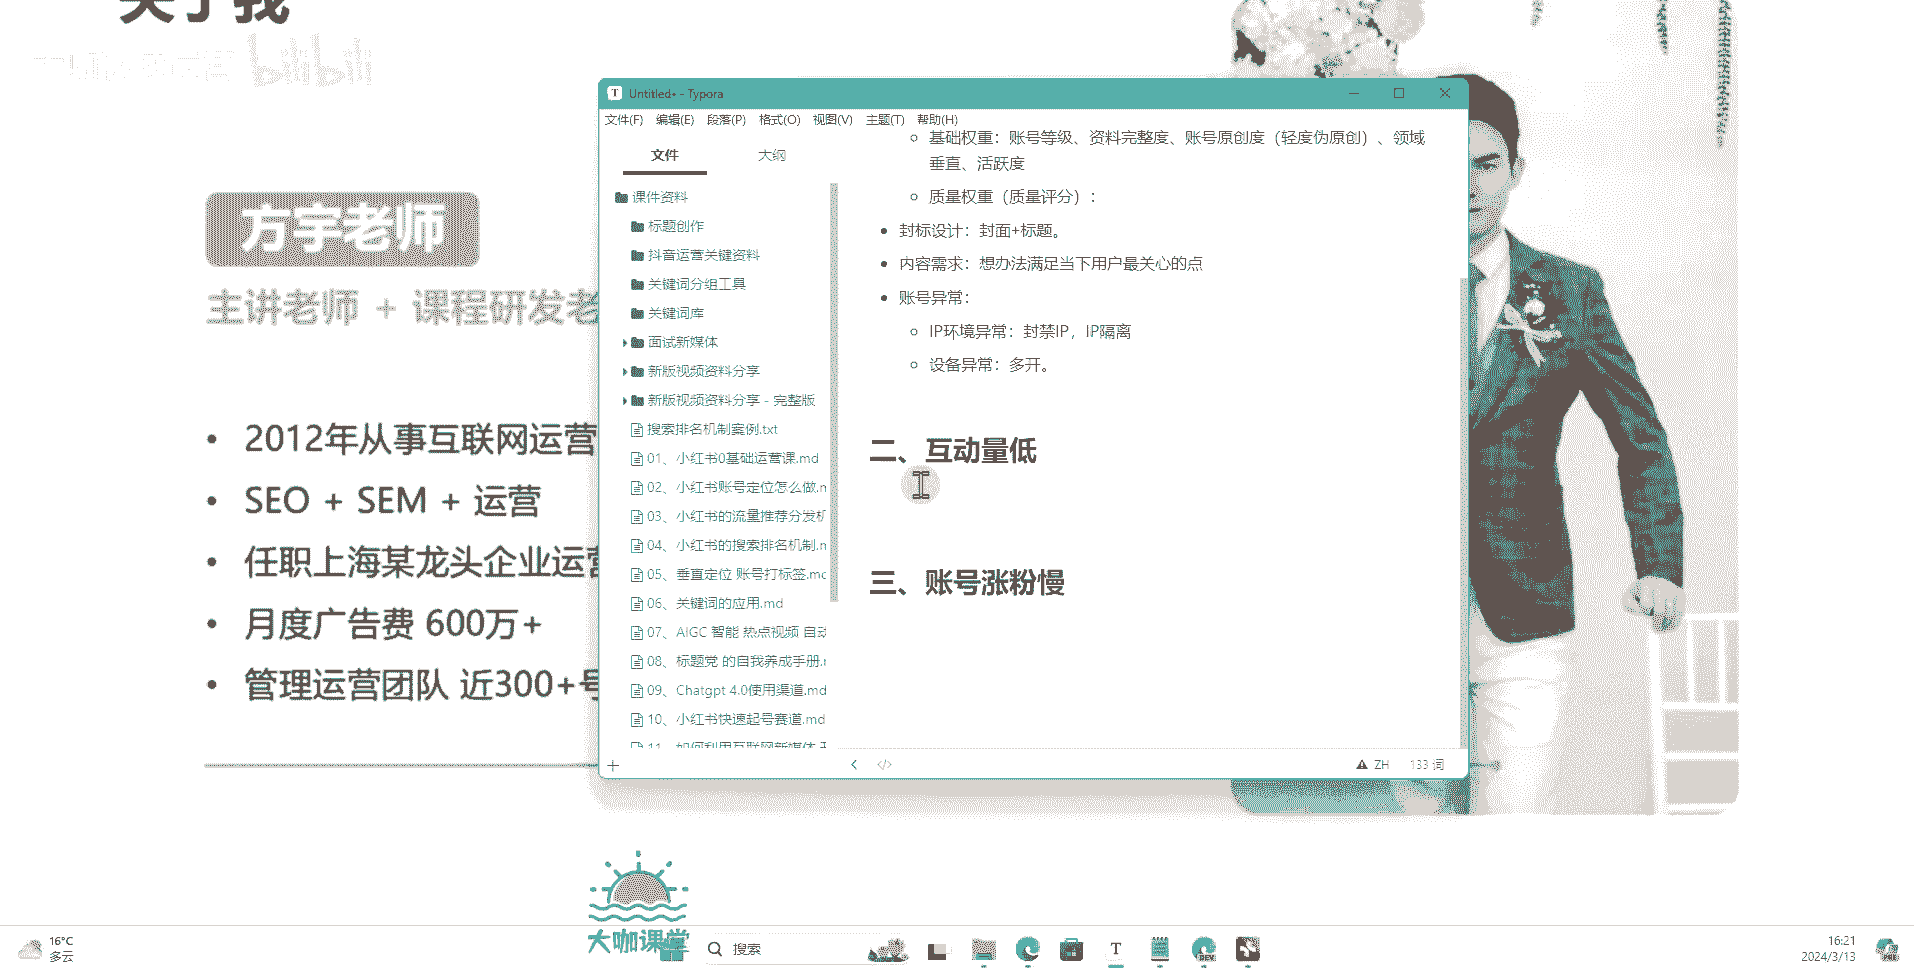 关于我
bilibili
方宇老师
主讲老师 + 课程研发老
2012年从事互联网运营
SEO + SEM + 运营
任职上海某龙头企业运营
月度广告费 600万+
管理运营团队 近300+号
Untitled• - Typora
文件(F) 编辑(E) 段落(P) 格式(O) 视图(V) 主题(T) 帮助(H)
文件 大纲
课件资料
标题创作
抖音运营关键资料
关键词分组工具
关键词库
面试新媒体
新版视频资料分享
新版视频资料分享 - 完整版
搜索排名机制案例.txt
01、小红书0基础运营课.md
02、小红书账号定位怎么做.m
03、小红书的流量推荐分发机
04、小红书的搜索排名机制.m
05、垂直定位 账号打标签.md
06、关键词的应用.md
07、AIGC 智能 热点视频 自动
08、标题党 的自我养成手册.m
09、Chatgpt 4.0使用渠道.md
10、小红书快速起号赛道.md
11、如何利用互联网新媒体
基础权重：账号等级、资料完整度、账号原创度（轻度伪原创）、领域
垂直、活跃度
质量权重（质量评分）：
封标设计：封面+标题。
内容需求：想办法满足当下用户最关心的点
账号异常：
IP环境异常：封禁IP，IP隔离
设备异常：多开。
二、互动量低
三、账号涨粉慢
ZH 133 词
大咖课堂
16°C
多云
搜索
16:21
2024/3/13